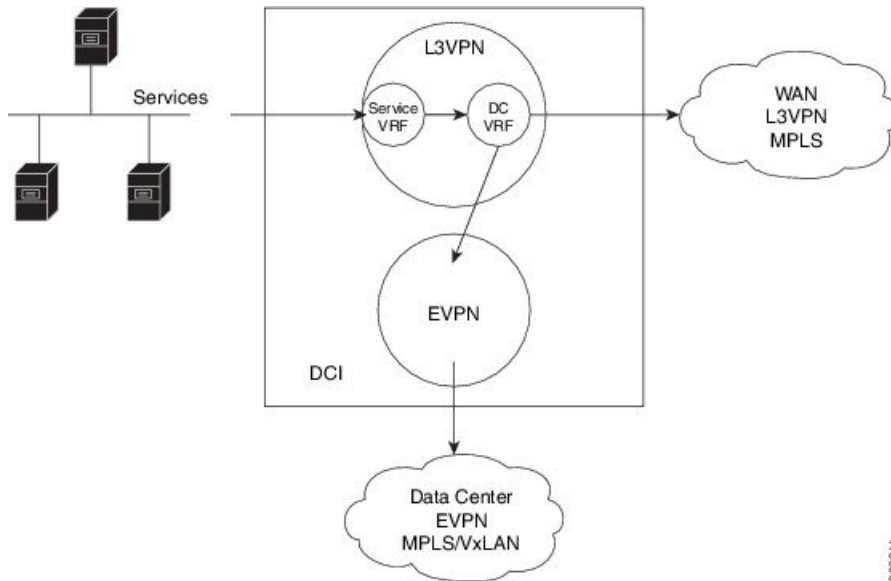 L3VPN
Services
Service
VRF
DC
VRF
WAN
L3VPN
MPLS
EVPN
DCI
Data Center
EVPN
MPLS/VxLAN